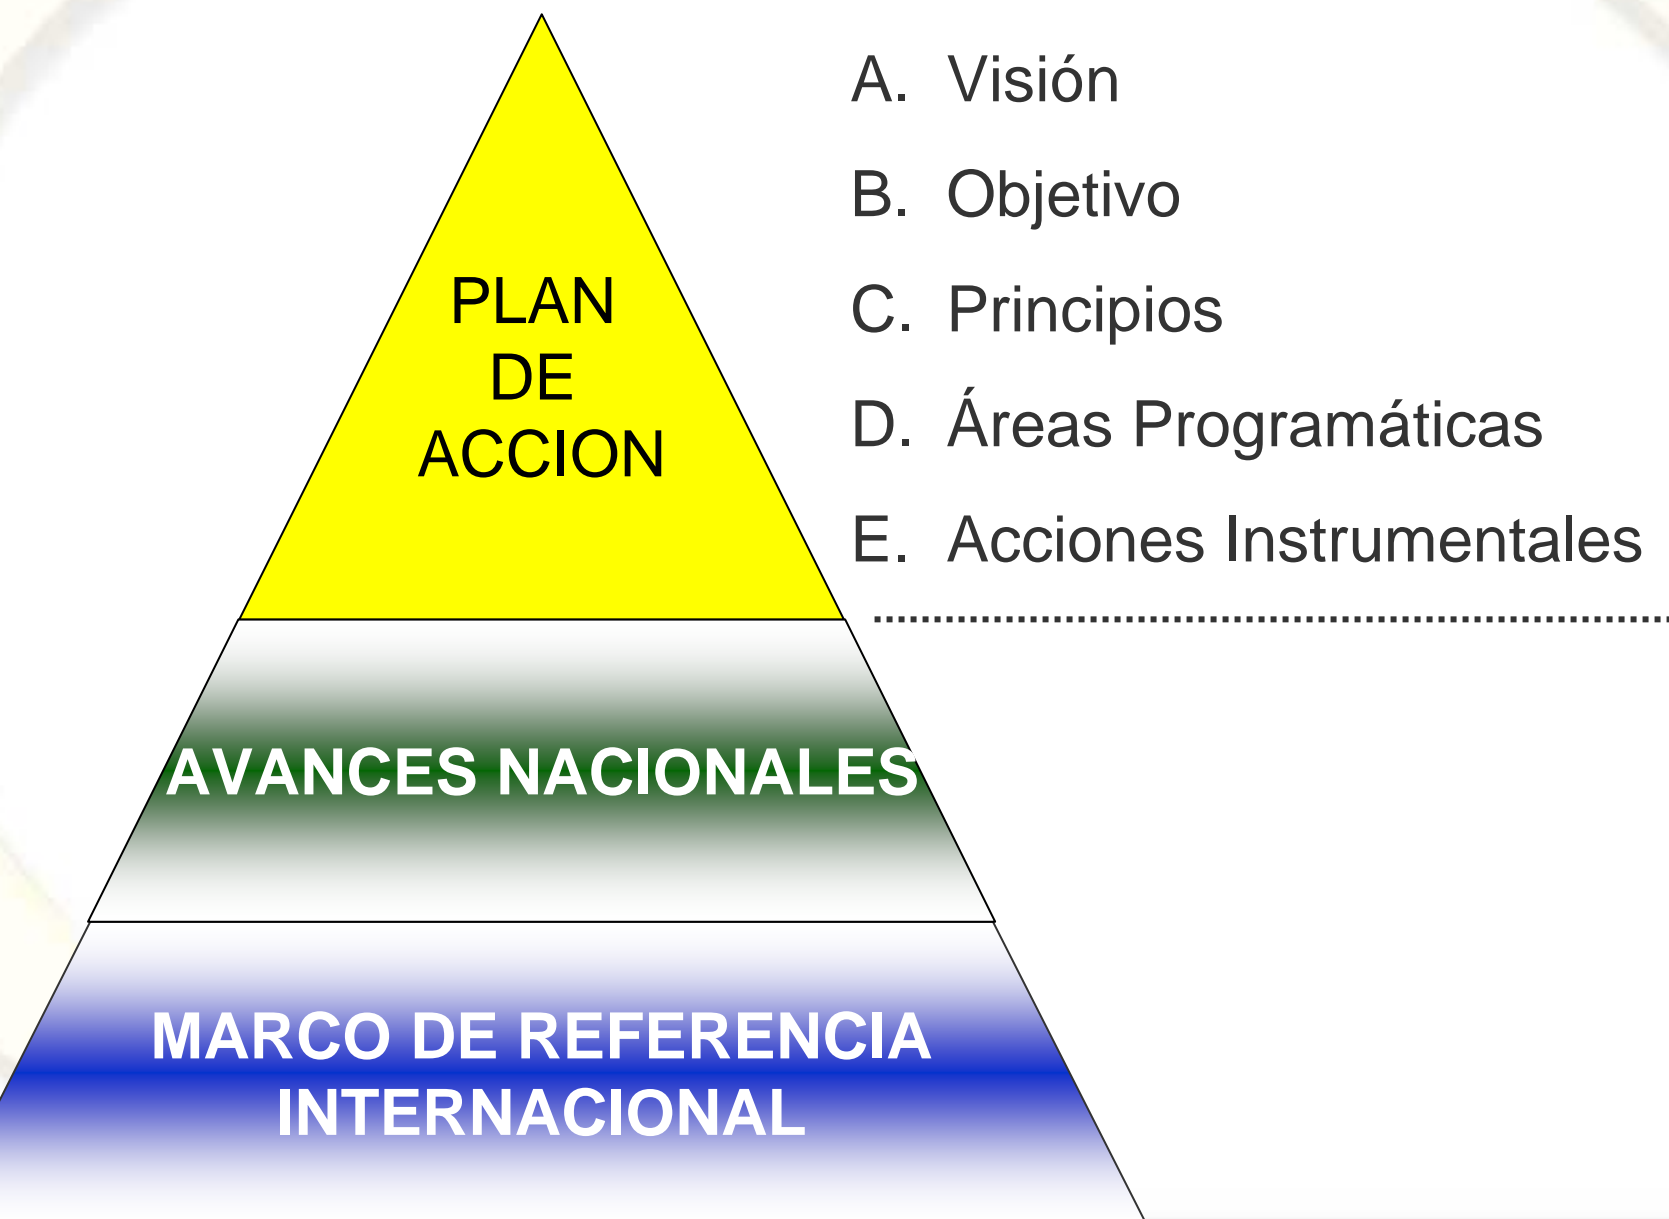 PLAN
DE
ACCION
A. Visión
B. Objetivo
C. Principios
D. Áreas Programáticas
E. Acciones Instrumentales
AVANCES NACIONALES
MARCO DE REFERENCIA
INTERNACIONAL